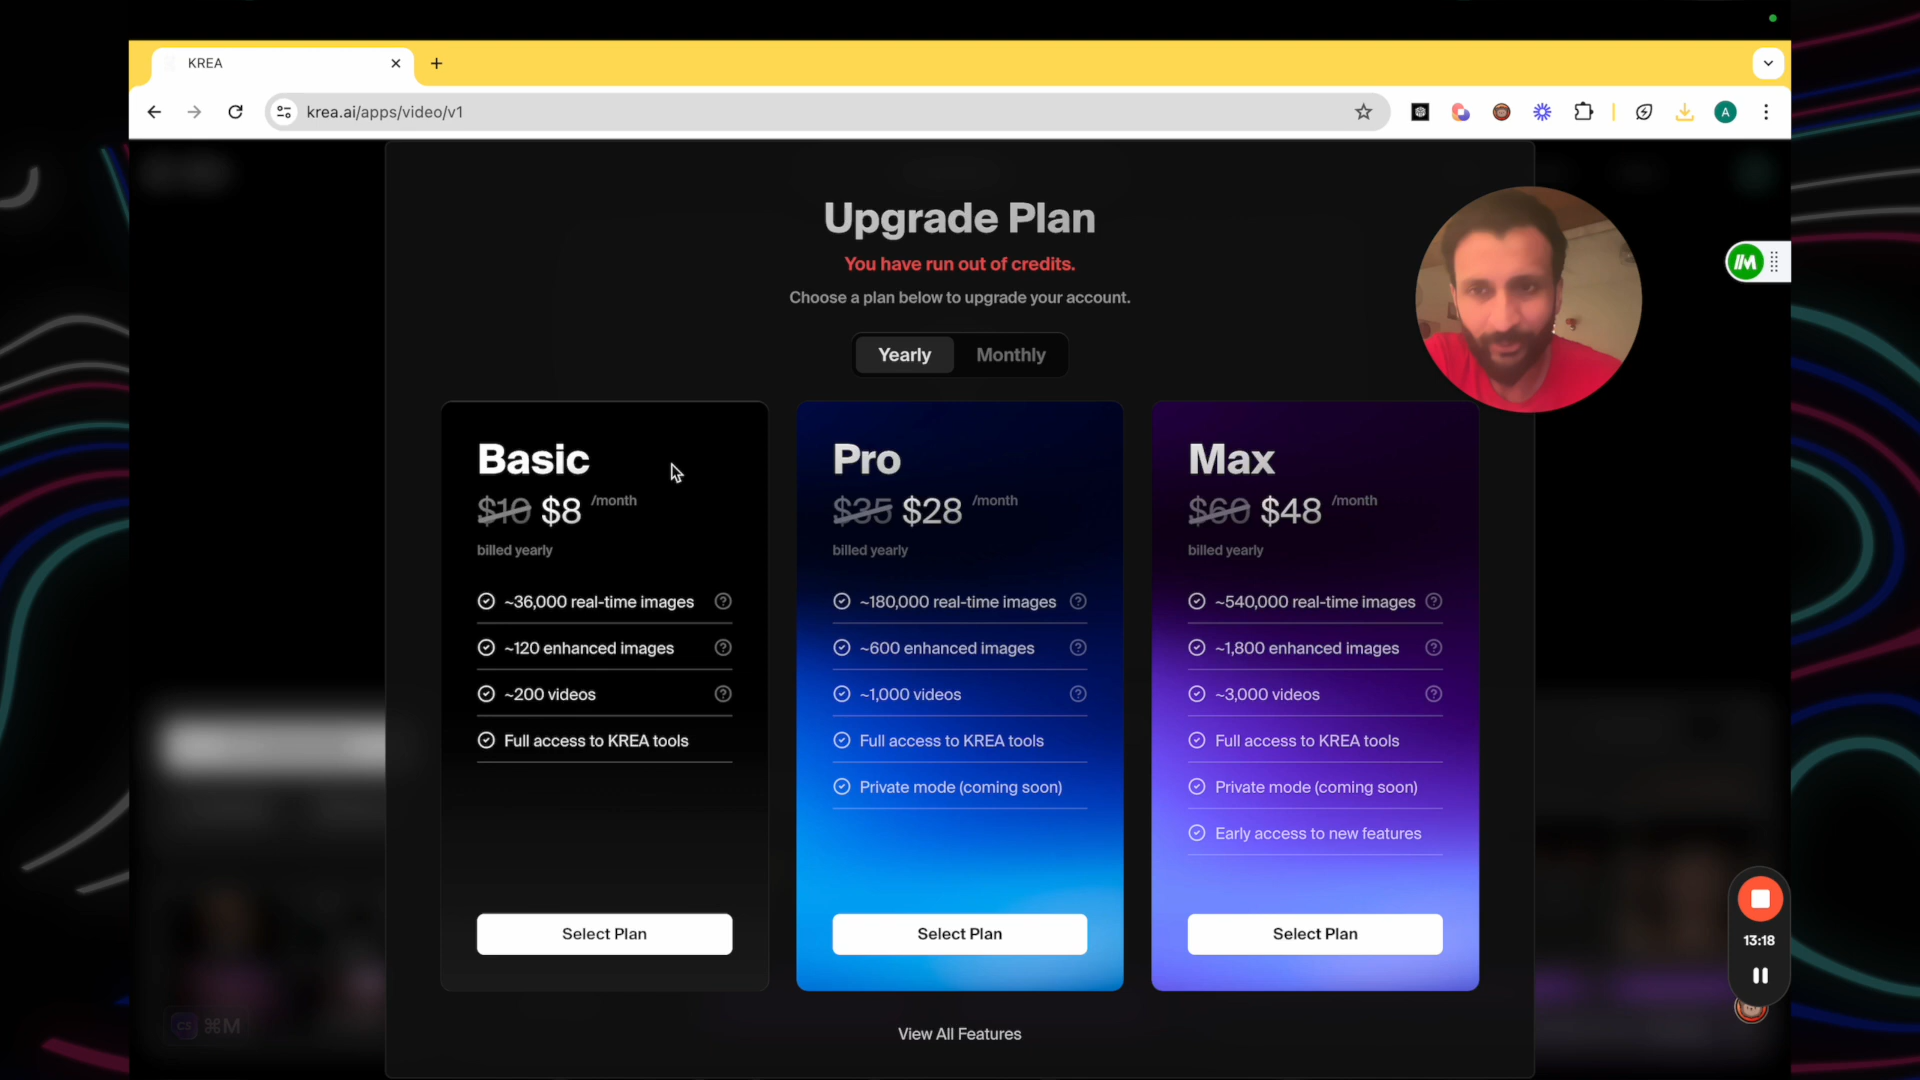 KREA
krea.ai/apps/video/v1
A
Upgrade Plan
You have run out of credits.
Choose a plan below to upgrade your account.
Yearly Monthly
Basic
$10 $8 /month
billed yearly
~36,000 real-time images
~120 enhanced images
~200 videos
Full access to KREA tools
Select Plan
Pro
$35 $28 /month
billed yearly
~180,000 real-time images
~600 enhanced images
~1,000 videos
Full access to KREA tools
Private mode (coming soon)
Select Plan
Max
$60 $48 /month
billed yearly
~540,000 real-time images
~1,800 enhanced images
~3,000 videos
Full access to KREA tools
Private mode (coming soon)
Early access to new features
Select Plan
View All Features
13:18
CS ⌘M